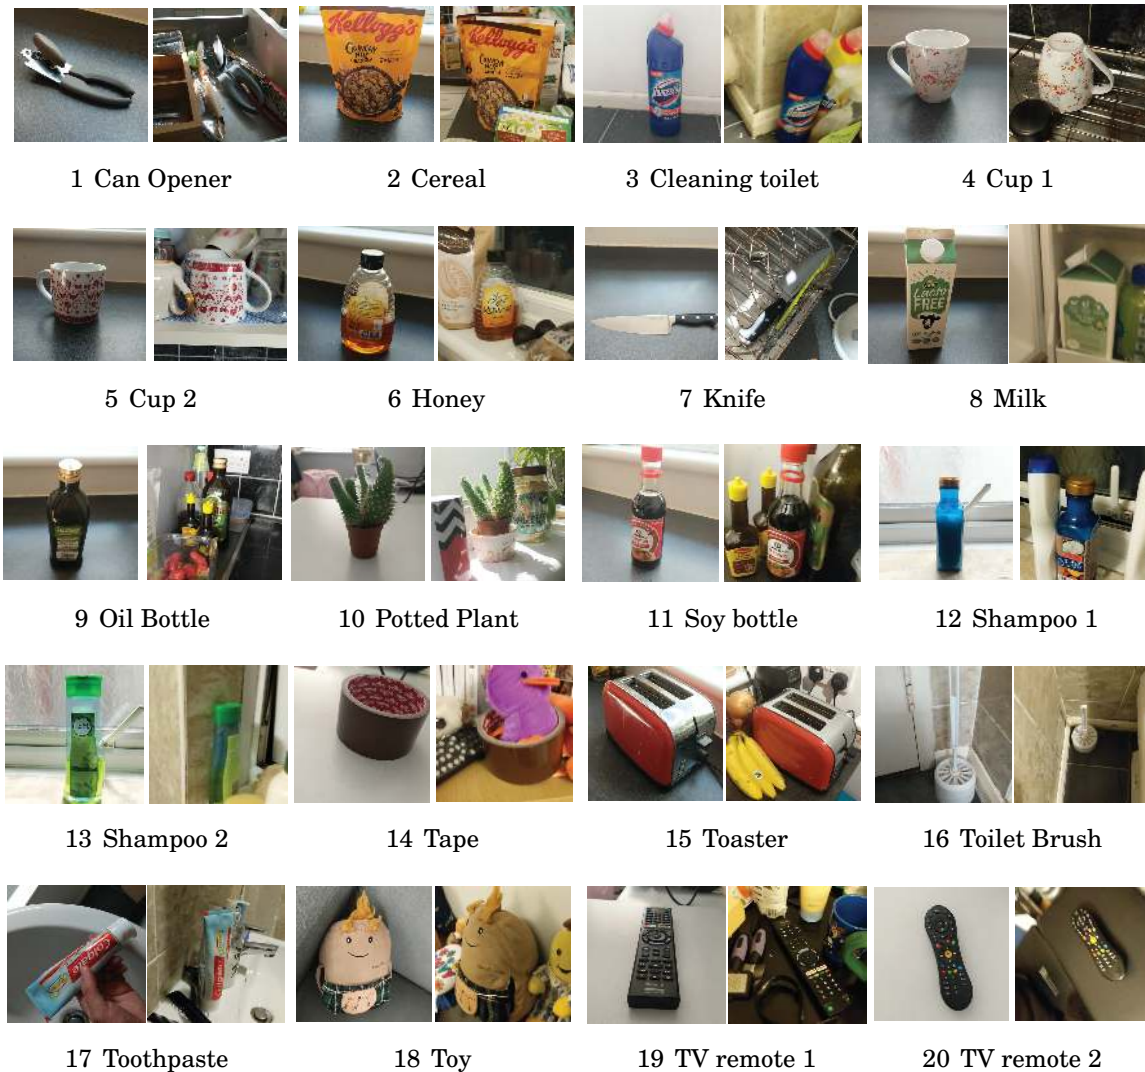 Kellogg's
Kellogg's
1 Can Opener
2 Cereal
3 Cleaning toilet
4 Cup 1
Lacto
FREE
5 Cup 2
6 Honey
7 Knife
8 Milk
9 Oil Bottle
10 Potted Plant
11 Soy bottle
12 Shampoo 1
13 Shampoo 2
14 Tape
15 Toaster
16 Toilet Brush
Colgate
17 Toothpaste
18 Toy
19 TV remote 1
20 TV remote 2